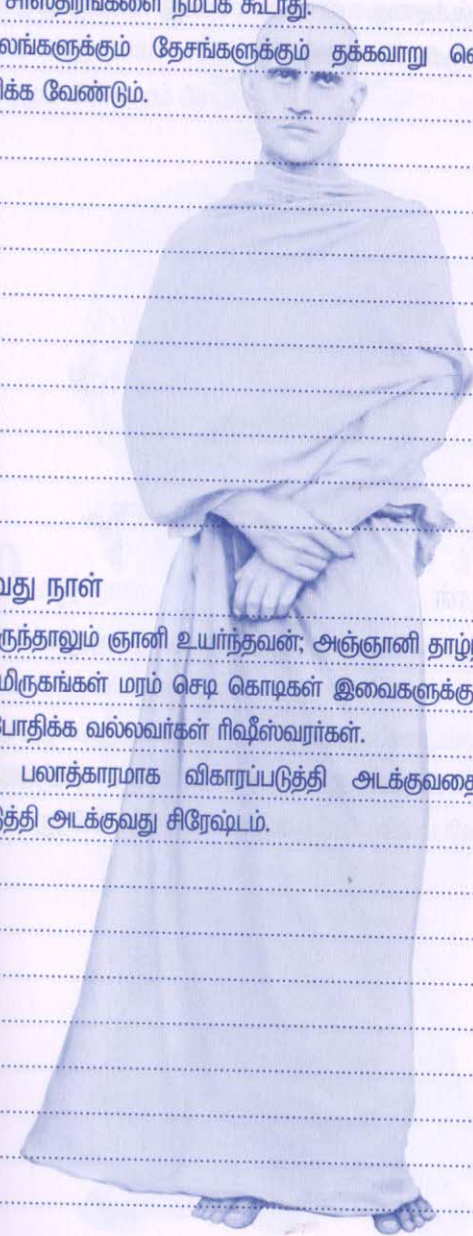 சாஸ்திரங்களை நம்பக் கூடாது.
லங்களுக்கும் தேசங்களுக்கும் தக்கவாறு
க்க வேண்டும்.
வது நாள்
ருந்தாலும் ஞானி உயர்ந்தவன்; அஞ்ஞானி
மிருகங்கள் மரம் செடி கொடிகள் இவைகளுக்கு
போதிக்க வல்லவர்கள் ரிஷீஸ்வரர்கள்.
பலாத்காரமாக விகாரப்படுத்தி அடக்குவதை
த்தி அடக்குவது சிரேஷ்டம்.